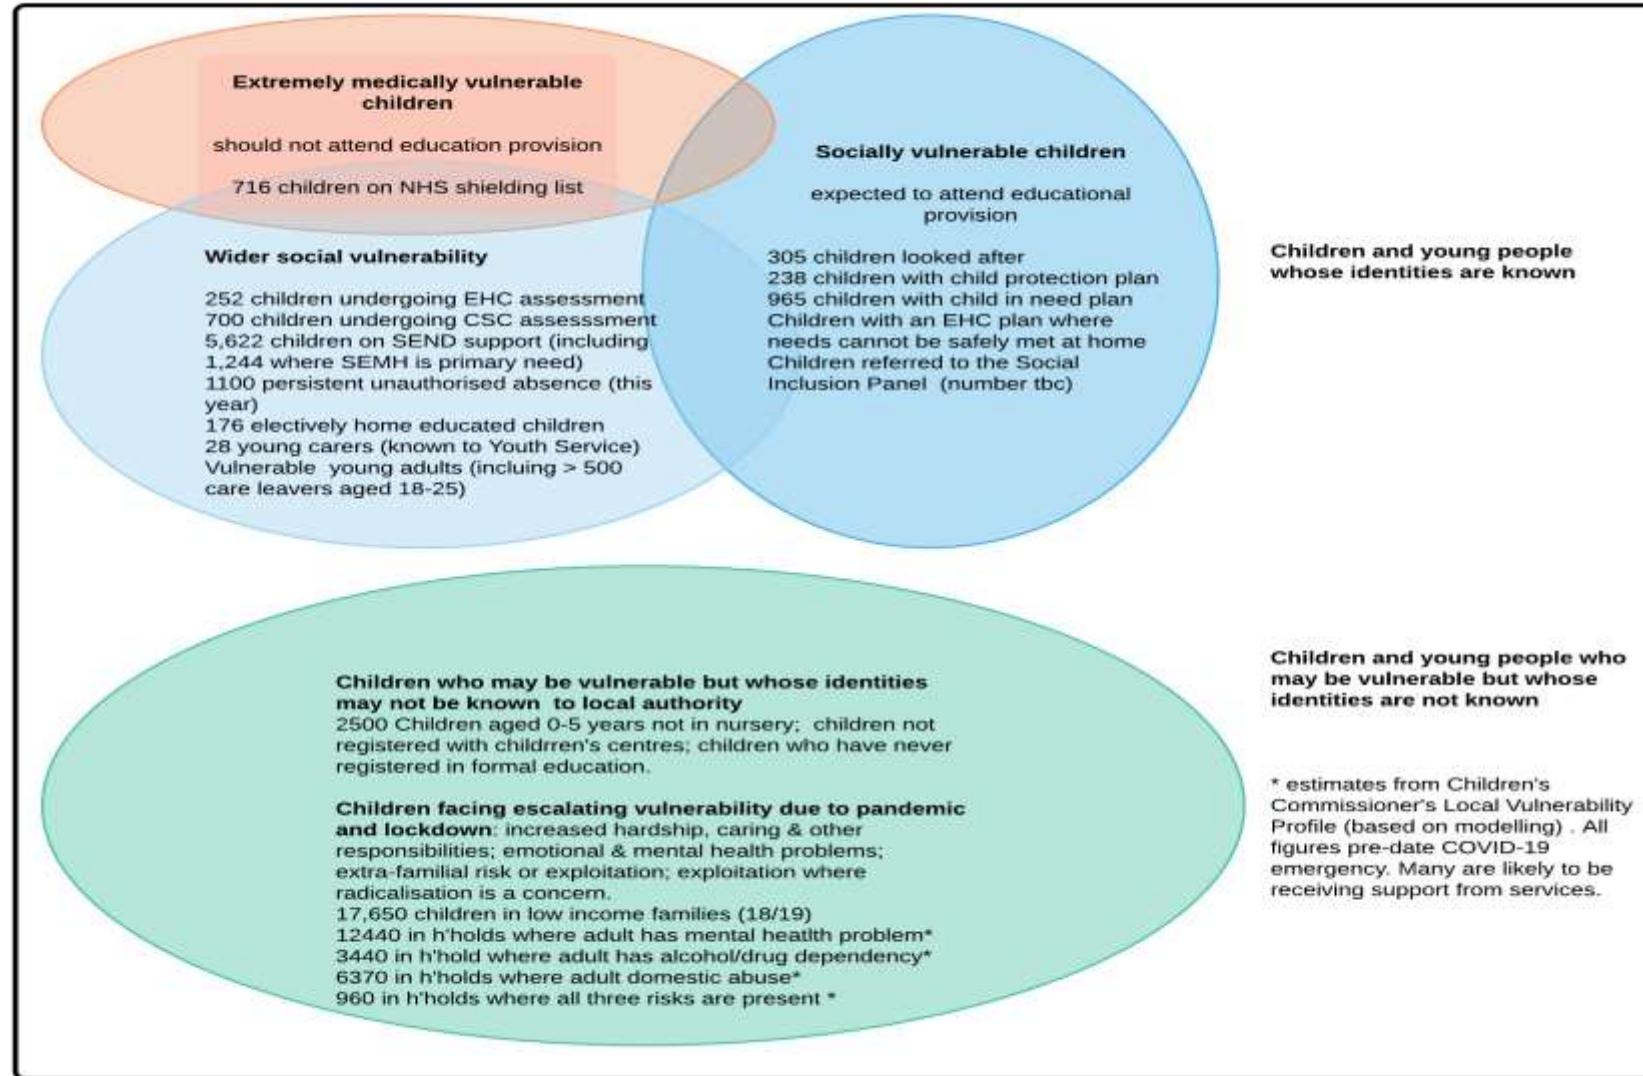 Extremely medically vulnerable
children
should not attend education provision
716 children on NHS shielding list
Socially vulnerable children
expected to attend educational
provision
305 children looked after
238 children with child protection plan
965 children with child in need plan
Children with an EHC plan where
needs cannot be safely met at home
Children referred to the Social
Inclusion Panel  (number tbc)
Wider social vulnerability
252 children undergoing EHC assessment
700 children undergoing CSC assesssment
5,622 children on SEND support (including
1,244 where SEMH is primary need)
1100 persistent unauthorised absence (this
year)
176 electively home educated children
28 young carers (known to Youth Service)
Vulnerable  young adults (incluing > 500
care leavers aged 18-25)
Children and young people
whose identities are known
Children who may be vulnerable but whose identities
may not be known  to local authority
2500 Children aged 0-5 years not in nursery;  children not
registered with childrren's centres; children who have never
registered in formal education.
Children facing escalating vulnerability due to pandemic
and lockdown: increased hardship, caring & other
responsibilities; emotional & mental health problems;
extra-familial risk or exploitation; exploitation where
radicalisation is a concern.
17,650 children in low income families (18/19)
12440 in h'holds where adult has mental heatlth problem*
3440 in h'hold where adult has alcohol/drug dependency*
6370 in h'holds where adult domestic abuse*
960 in h'holds where all three risks are present *
Children and young people who
may be vulnerable but whose
identities are not known
* estimates from Children's
Commissioner's Local Vulnerability
Profile (based on modelling) . All
figures pre-date COVID-19
emergency. Many are likely to be
receiving support from services.